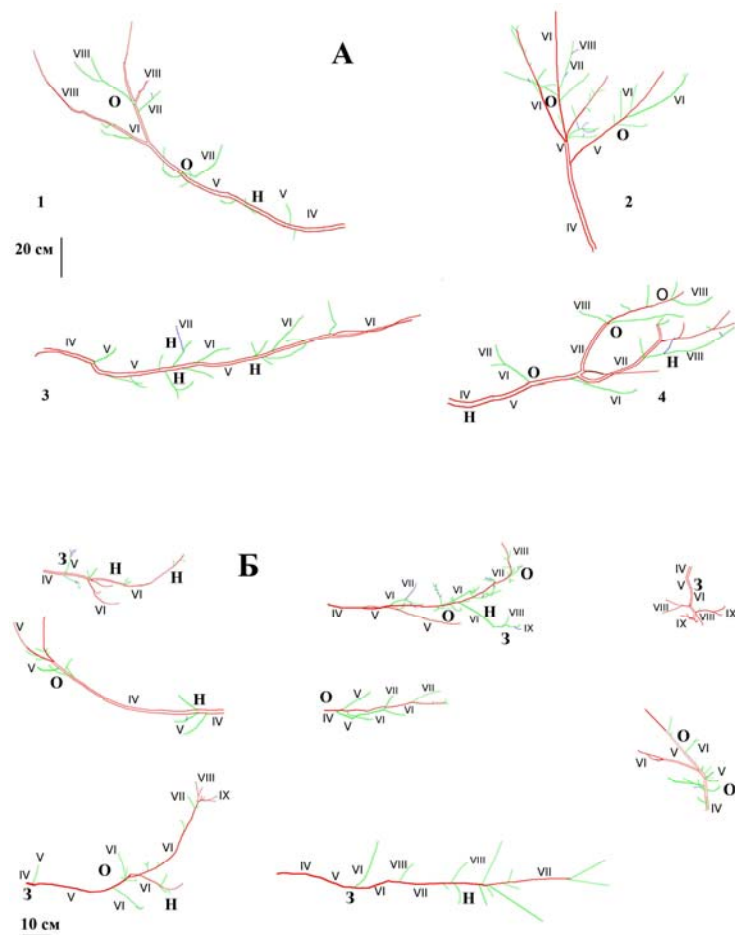 А
VIII VIII VIII
О VII
VI
О VII
V Н V IV
1
20 см
VI VIII
VII
VI О VI VI
V V О
IV
2
VII
IV V Н VI VI
V Н V Н VI
3
О VIII
VIII О
VII VII Н VIII
VII О
VI VI
IV V
Н
4
Б
З
IV V Н Н
VI
VIII О
VI VII VII
IV V О VI Н VIII
V VI З IX
IV
V З
VI
VIII IX
IX VIII
V
V О IV Н
V IV
О V VII VII
IV VI VI
О VI
VI V V
О
IV
VIII
VII IX
V VI VI
IV О VI
З V VI Н
VI
10 см
IV V VI VIII VIII VII
З VI VII Н